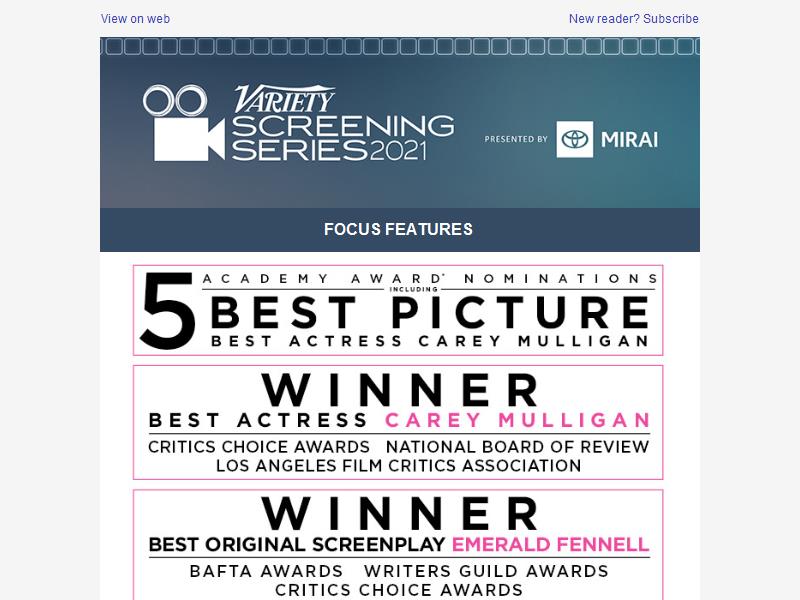 View on web
New reader? Subscribe
VARIETY
SCREENING
SERIES 2021
PRESENTED BY
MIRAI
FOCUS FEATURES
5 ACADEMY AWARD® NOMINATIONS
INCLUDING
BEST PICTURE
BEST ACTRESS CAREY MULLIGAN
WINNER
BEST ACTRESS CAREY MULLIGAN
CRITICS CHOICE AWARDS NATIONAL BOARD OF REVIEW
LOS ANGELES FILM CRITICS ASSOCIATION
WINNER
BEST ORIGINAL SCREENPLAY EMERALD FENNELL
BAFTA AWARDS WRITERS GUILD AWARDS
CRITICS CHOICE AWARDS